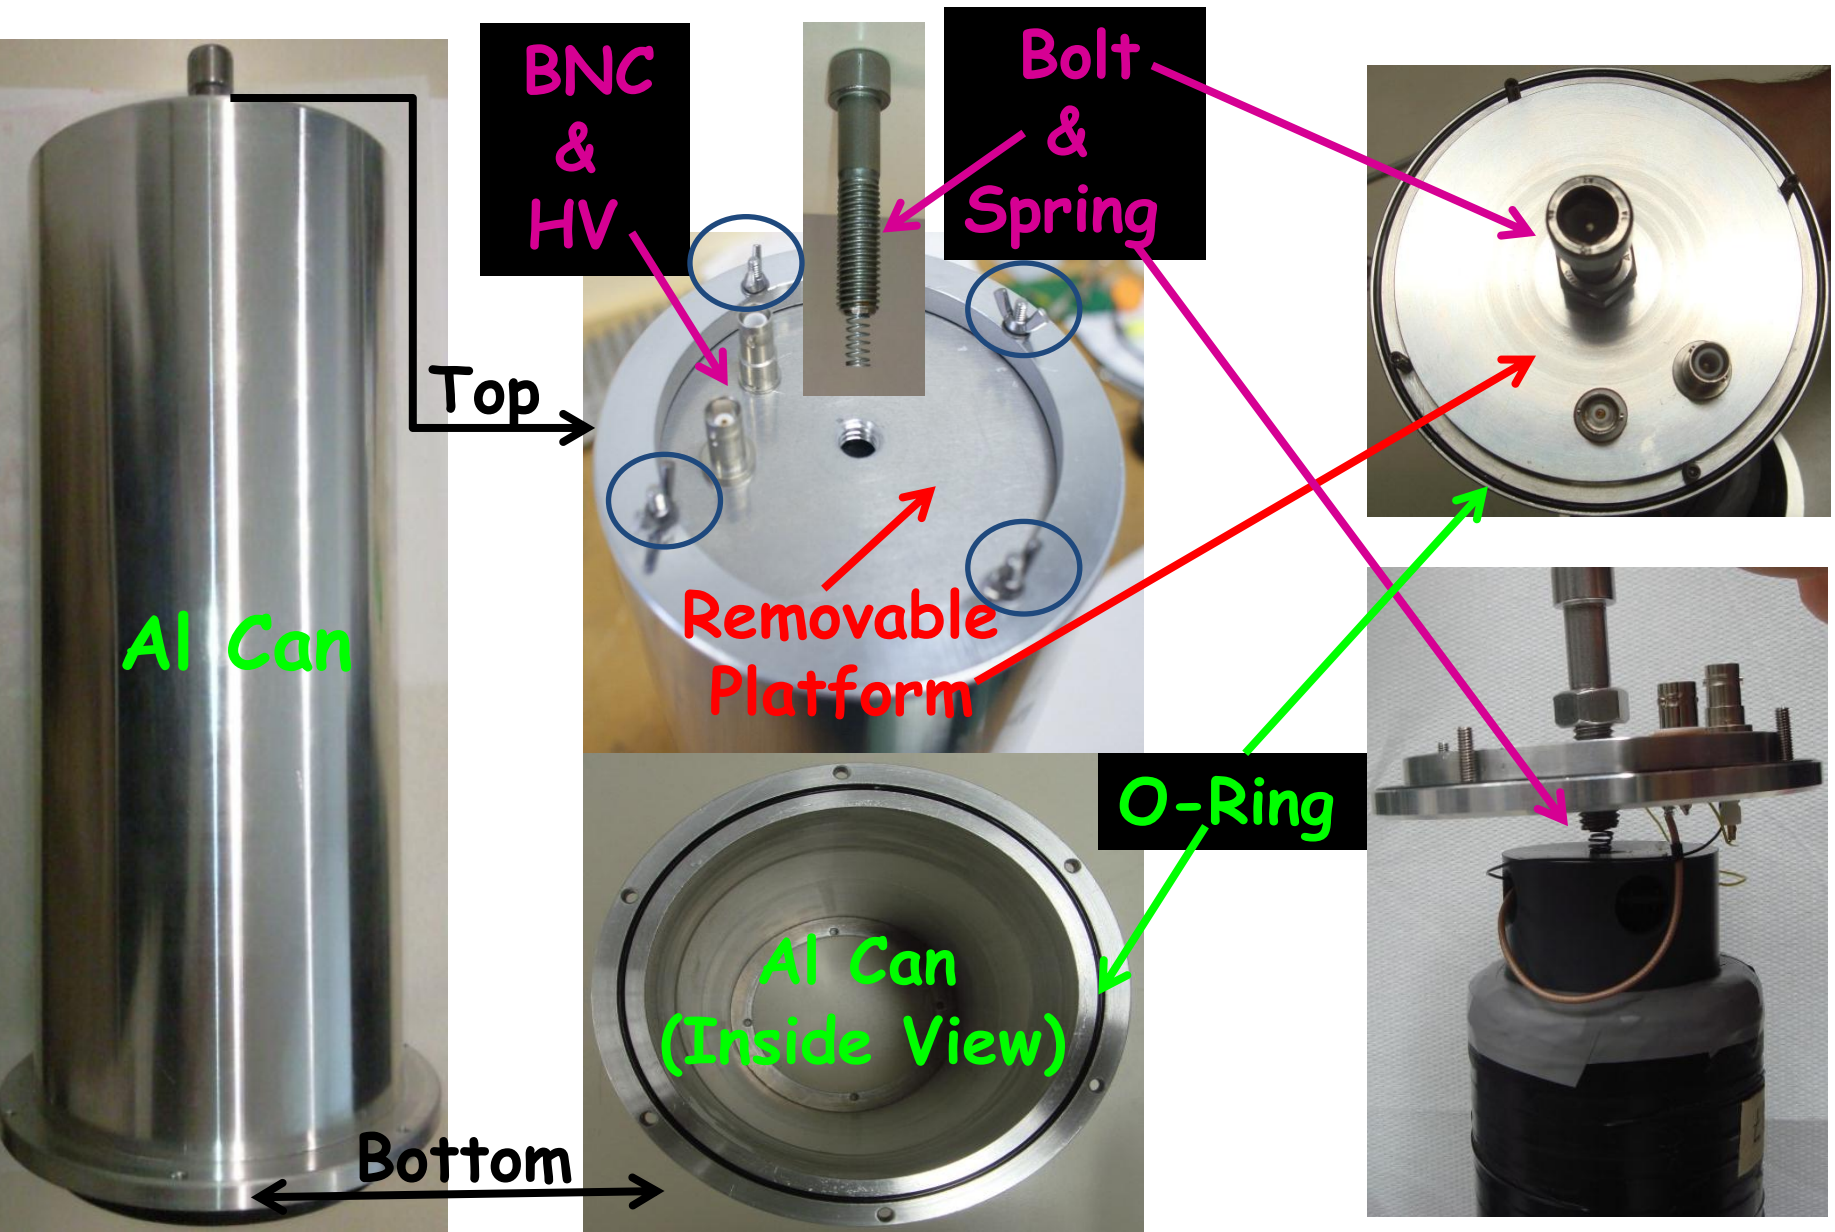 BNC
&
HV
Bolt
&
Spring
Top
Al Can
Removable
Platform
O-Ring
Al Can
(Inside View)
Bottom